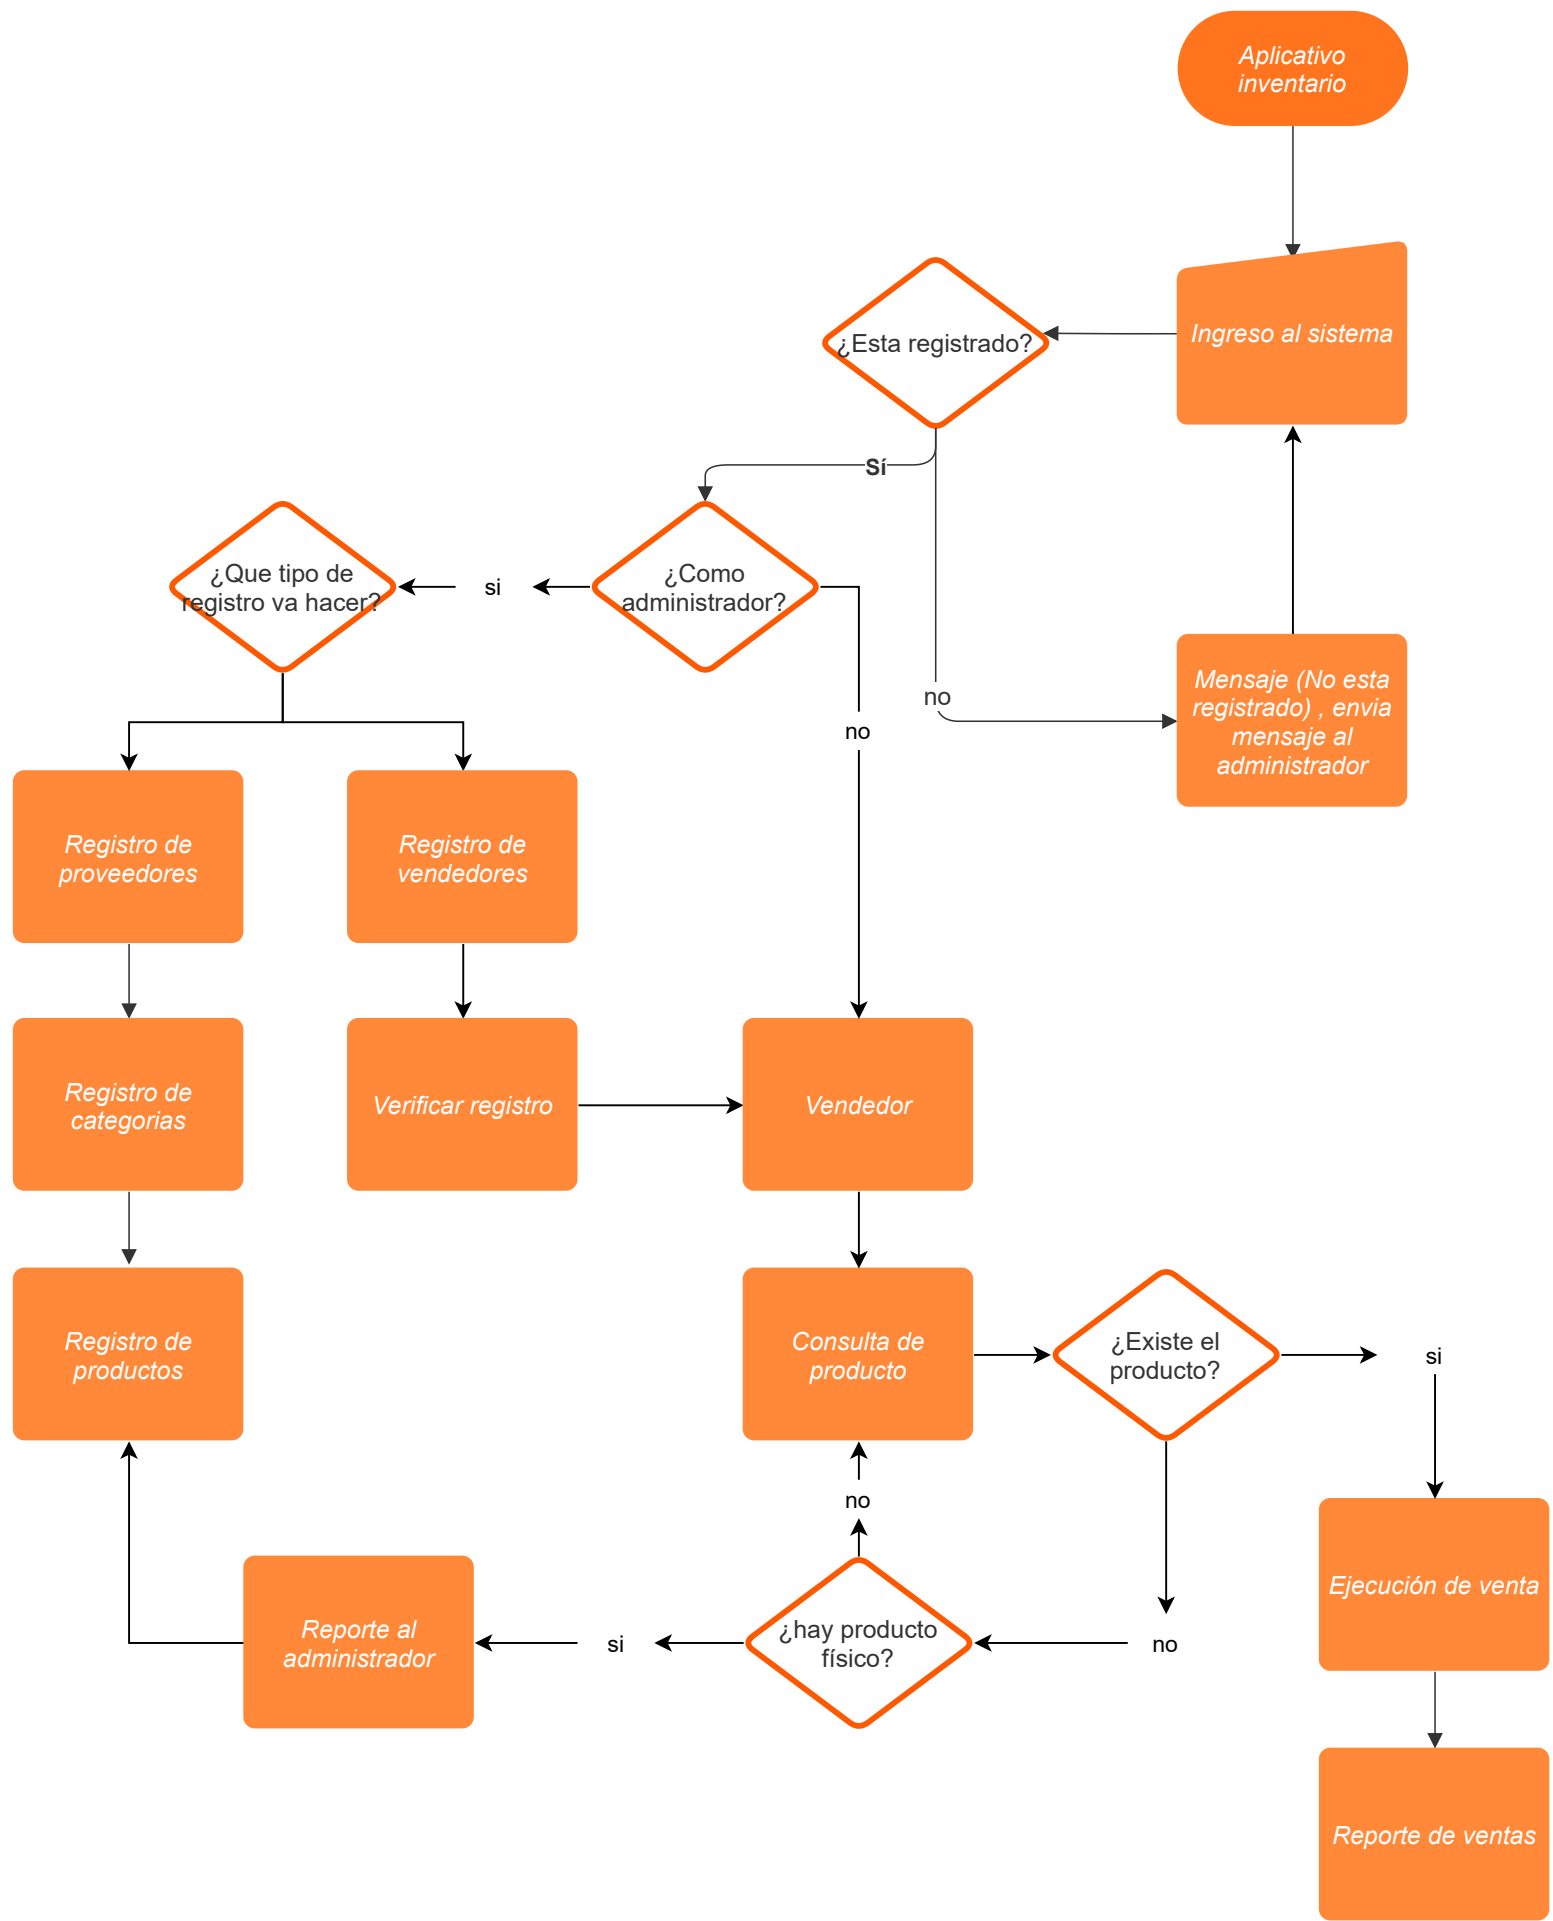 Aplicativo
inventario
Ingreso al sistema
¿Esta registrado?
Sí
¿Que tipo de
registro va hacer?
si
¿Como
administrador?
no
no
Mensaje (No esta
registrado) , envia
mensaje al
administrador
Registro de
proveedores
Registro de
vendedores
Registro de
categorias
Verificar registro
Vendedor
Registro de
productos
Consulta de
producto
¿Existe el
producto?
si
no
Ejecución de venta
Reporte al
administrador
si
¿hay producto
físico?
no
Reporte de ventas